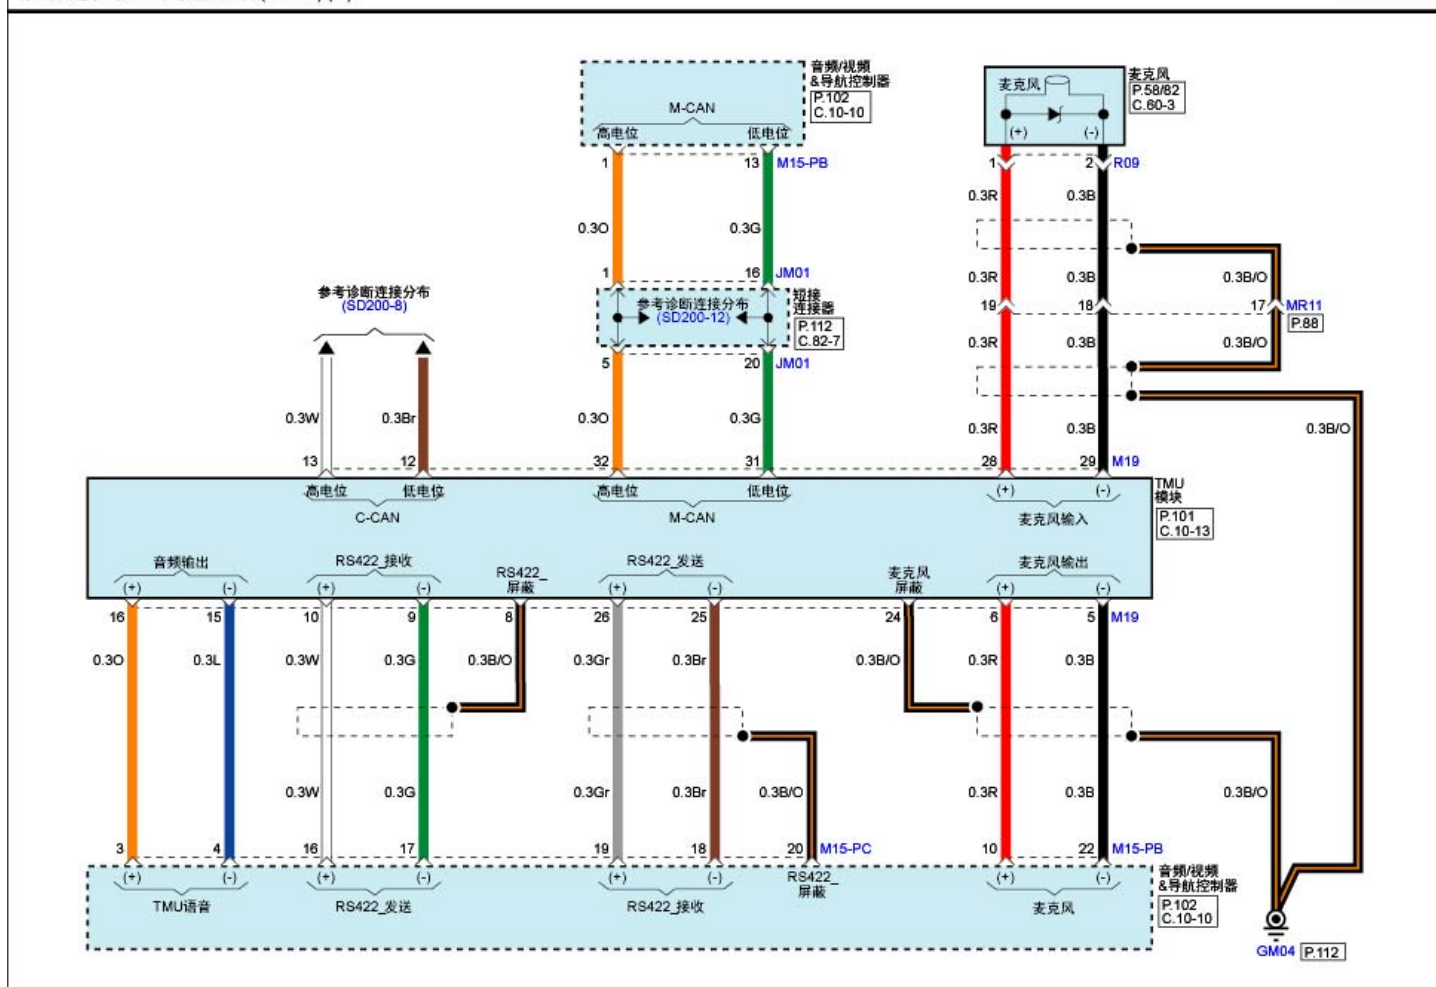 音频/视频
&导航控制器
P.102
C.10-10
M-CAN
高电位
低电位
1
13
M15-PB
麦克风
麦克风
P.58/82
C.60-3
(+)
(-)
1
2
R09
0.3R
0.3B
0.3O
0.3G
0.3R
0.3B
0.3B/O
1
16
JM01
19
18
17
MR11
P.88
参考诊断连接分布
(SD200-8)
参考诊断连接分布
(SD200-12)
短接
连接器
P.112
C.82-7
0.3R
0.3B
0.3B/O
5
20
JM01
0.3W
0.3Br
0.3O
0.3G
0.3R
0.3B
0.3B/O
13
12
32
31
28
29
M19
高电位
低电位
C-CAN
高电位
低电位
M-CAN
(+)
(-)
麦克风输入
TMU
模块
P.101
C.10-13
音频输出
(+)
(-)
RS422_接收
(+)
(-)
RS422_
屏蔽
RS422_发送
(+)
(-)
麦克风
屏蔽
麦克风输出
(+)
(-)
16
15
10
9
8
26
25
24
6
5
M19
0.3O
0.3L
0.3W
0.3G
0.3B/O
0.3Gr
0.3Br
0.3B/O
0.3R
0.3B
0.3W
0.3G
0.3Gr
0.3Br
0.3B/O
0.3R
0.3B
0.3B/O
3
4
16
17
19
18
20
M15-PC
10
22
M15-PB
(+)
(-)
TMU语音
(+)
(-)
RS422_发送
(+)
(-)
RS422_接收
RS422_
屏蔽
(+)
(-)
麦克风
音频/视频
&导航控制器
P.102
C.10-10
GM04
P.112